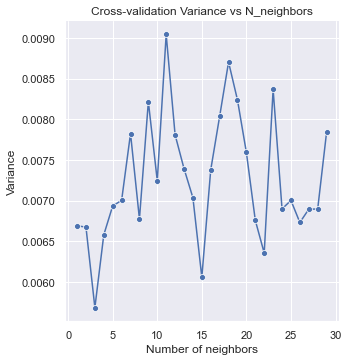 Cross-validation Variance vs N_neighbors
0.0090
0.0085
0.0080
0.0075
0.0070
0.0065
0.0060
Variance
0 5 10 15 20 25 30
Number of neighbors